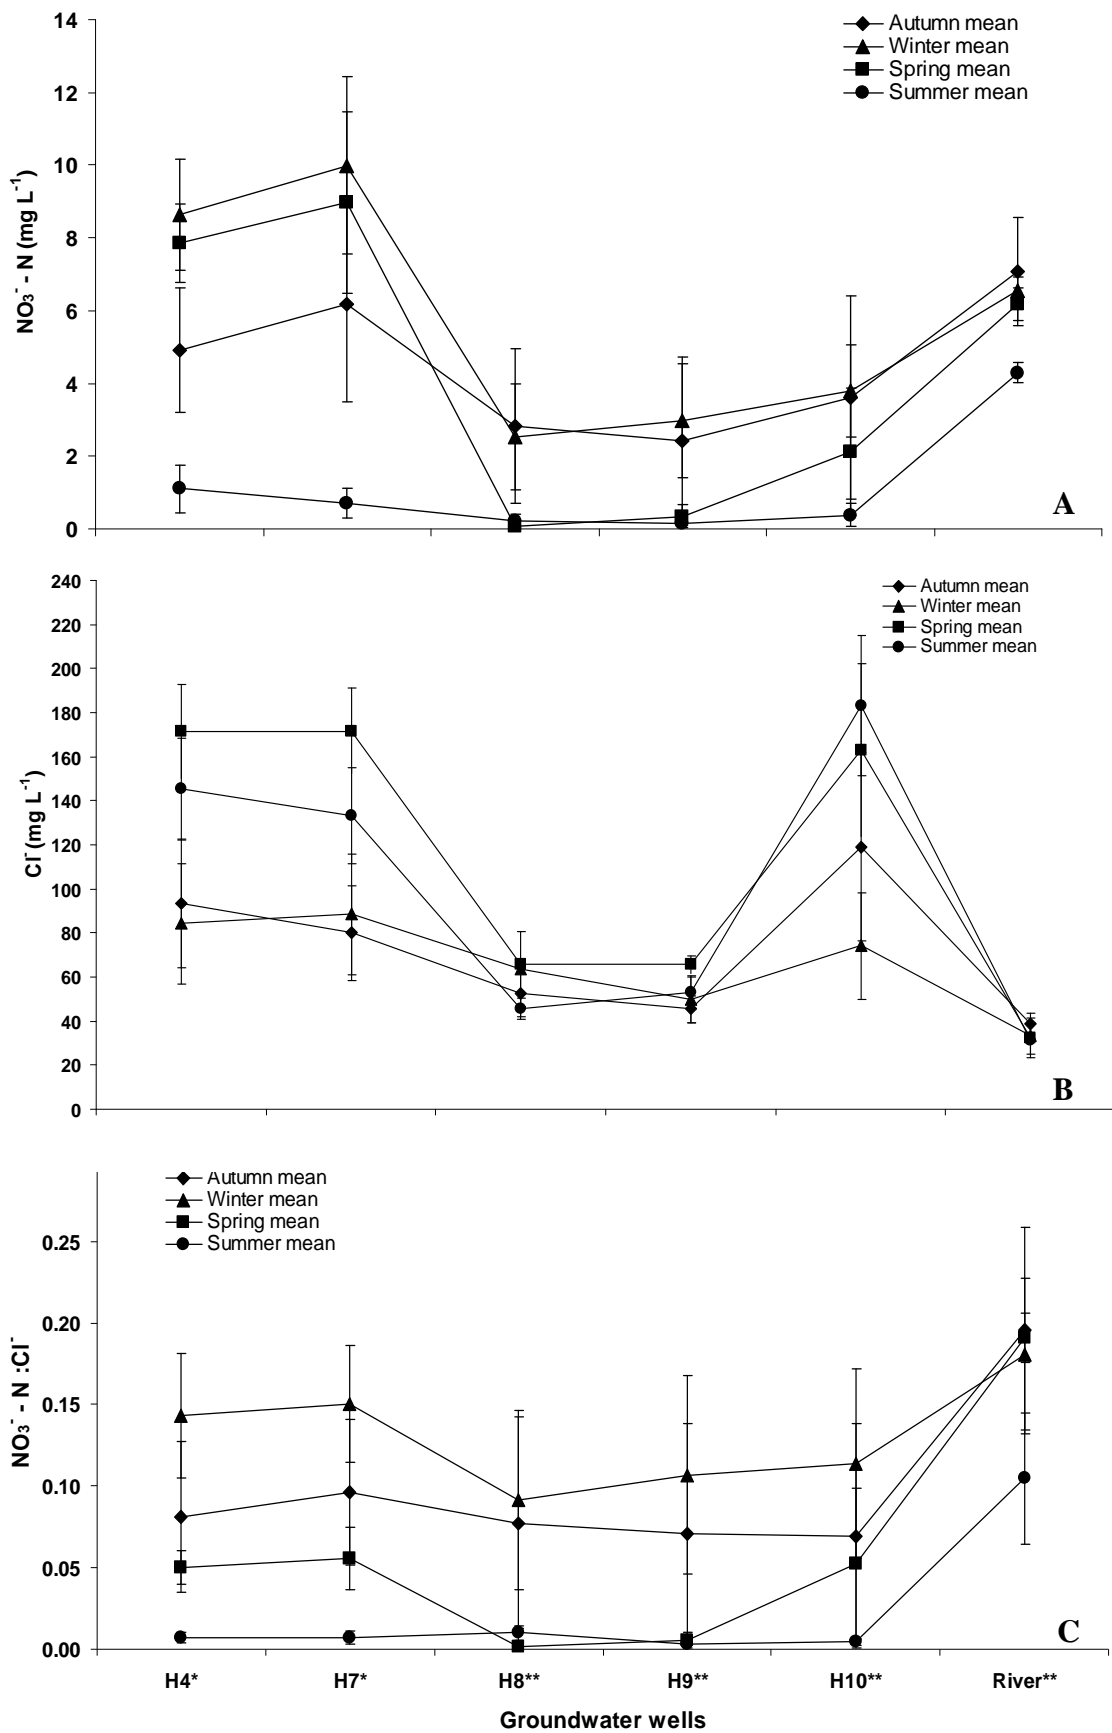 14
12
10
8
6
4
2
0
NO₃⁻ - N (mg L⁻¹)
Autumn mean
Winter mean
Spring mean
Summer mean
A
240
220
200
180
160
140
120
100
80
60
40
20
0
Cl⁻(mg L⁻¹)
Autumn mean
Winter mean
Spring mean
Summer mean
B
Autumn mean
Winter mean
Spring mean
Summer mean
0.25
0.20
0.15
0.10
0.05
0.00
NO₃⁻ - N :Cl⁻
C
H4* H7* H8** H9** H10** River**
Groundwater wells